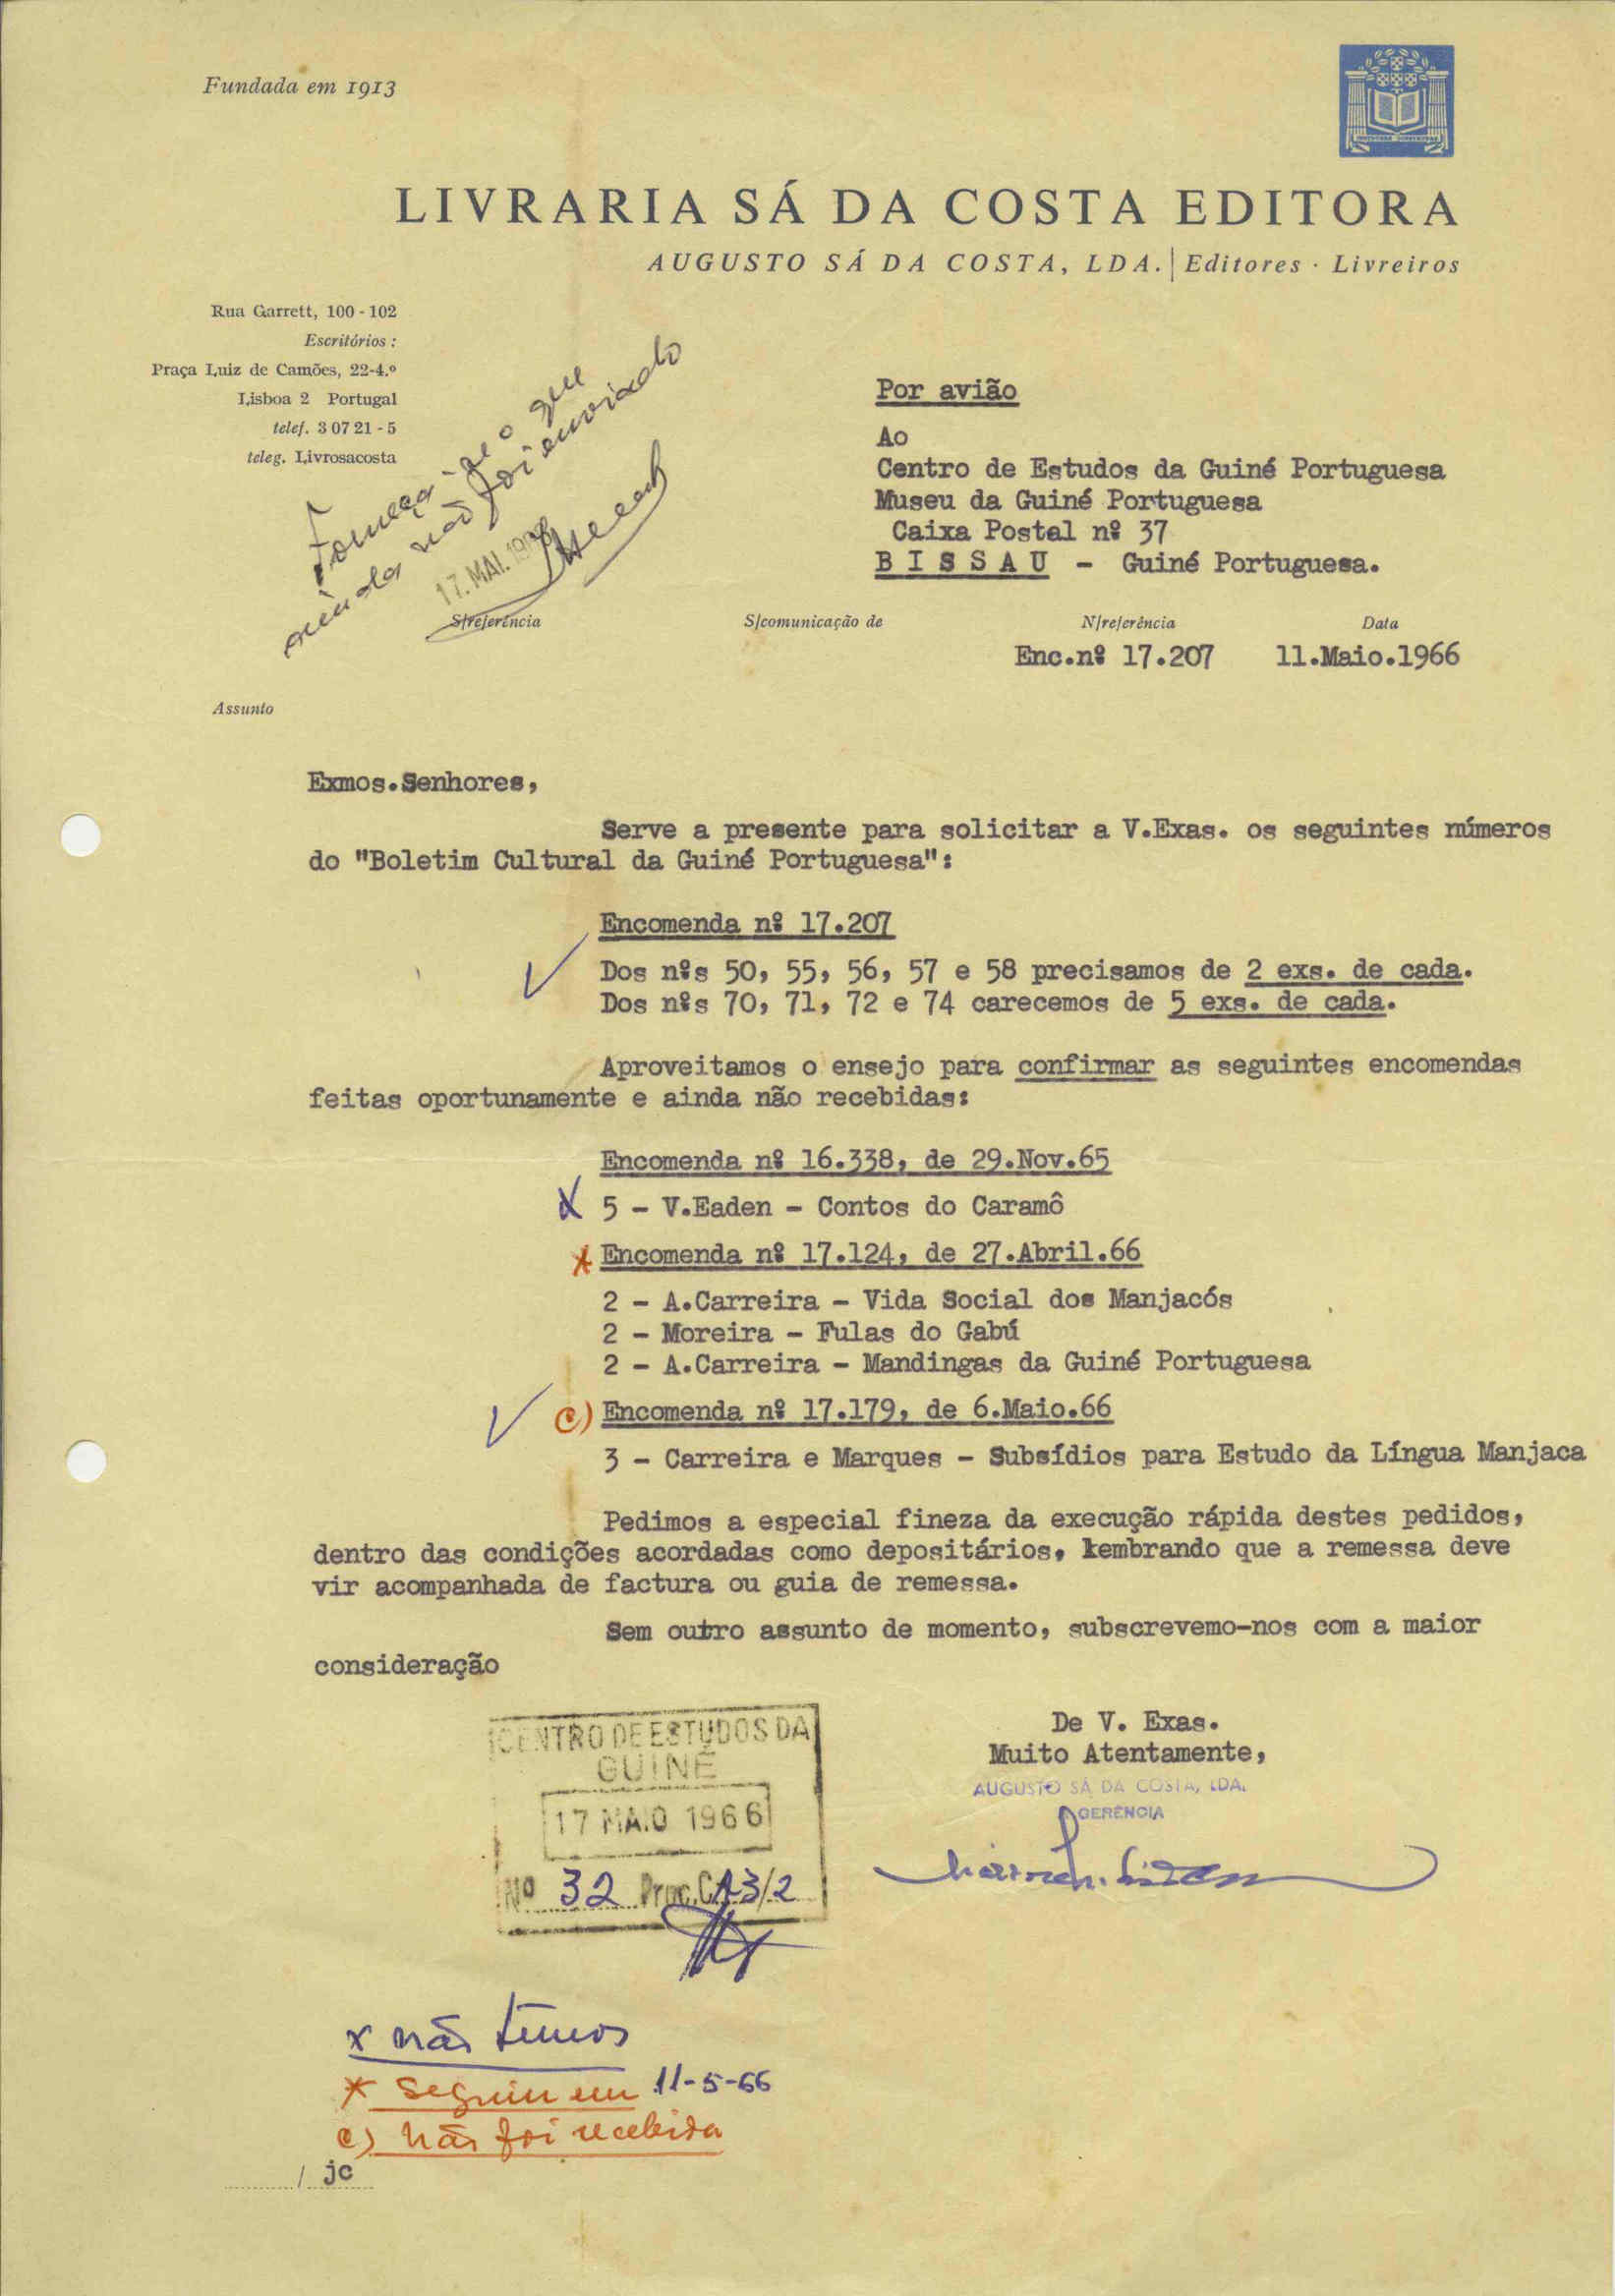 Fundada em 1913
LIVRARIA SÁ DA COSTA EDITORA
AUGUSTO SÁ DA COSTA, LDA. | Editores · Livreiros
Rua Garrett, 100 - 102
Escritórios :
Praça Luiz de Camões, 22-4.º
Lisboa 2 Portugal
telef. 3 07 21 - 5
teleg. Livrosacosta
Forneça-se o que
ainda não foi enviado
17. MAI. 1966
Por avião
Ao
Centro de Estudos da Guiné Portuguesa
Museu da Guiné Portuguesa
Caixa Postal nº 37
B I S S A U - Guiné Portuguesa.
S/referência S/comunicação de N/referência Data
Enc.nº 17.207 11.Maio.1966
Assunto
Exmos.Senhores,
Serve a presente para solicitar a V.Exas. os seguintes números
do "Boletim Cultural da Guiné Portuguesa":
Encomenda nº 17.207
Dos nºs 50, 55, 56, 57 e 58 precisamos de 2 exs. de cada.
Dos nºs 70, 71, 72 e 74 carecemos de 5 exs. de cada.
Aproveitamos o ensejo para confirmar as seguintes encomendas
feitas oportunamente e ainda não recebidas:
Encomenda nº 16.338, de 29.Nov.65
x 5 - V.Eaden - Contos do Caramô
* Encomenda nº 17.124, de 27.Abril.66
2 - A.Carreira - Vida Social dos Manjacós
2 - Moreira - Fulas do Gabú
2 - A.Carreira - Mandingas da Guiné Portuguesa
c) Encomenda nº 17.179, de 6.Maio.66
3 - Carreira e Marques - Subsídios para Estudo da Língua Manjaca
Pedimos a especial fineza da execução rápida destes pedidos,
dentro das condições acordadas como depositários, lembrando que a remessa deve
vir acompanhada de factura ou guia de remessa.
Sem outro assunto de momento, subscrevemo-nos com a maior
consideração
De V. Exas.
Muito Atentamente,
AUGUSTO SÁ DA COSTA, LDA.
GERÊNCIA
CENTRO DE ESTUDOS DA
GUINÉ
17 MAIO 1966
Nº 32 Proc. CA3/2
x não temos
* seguiu em 11-5-66
c) não foi recebida
/ jc